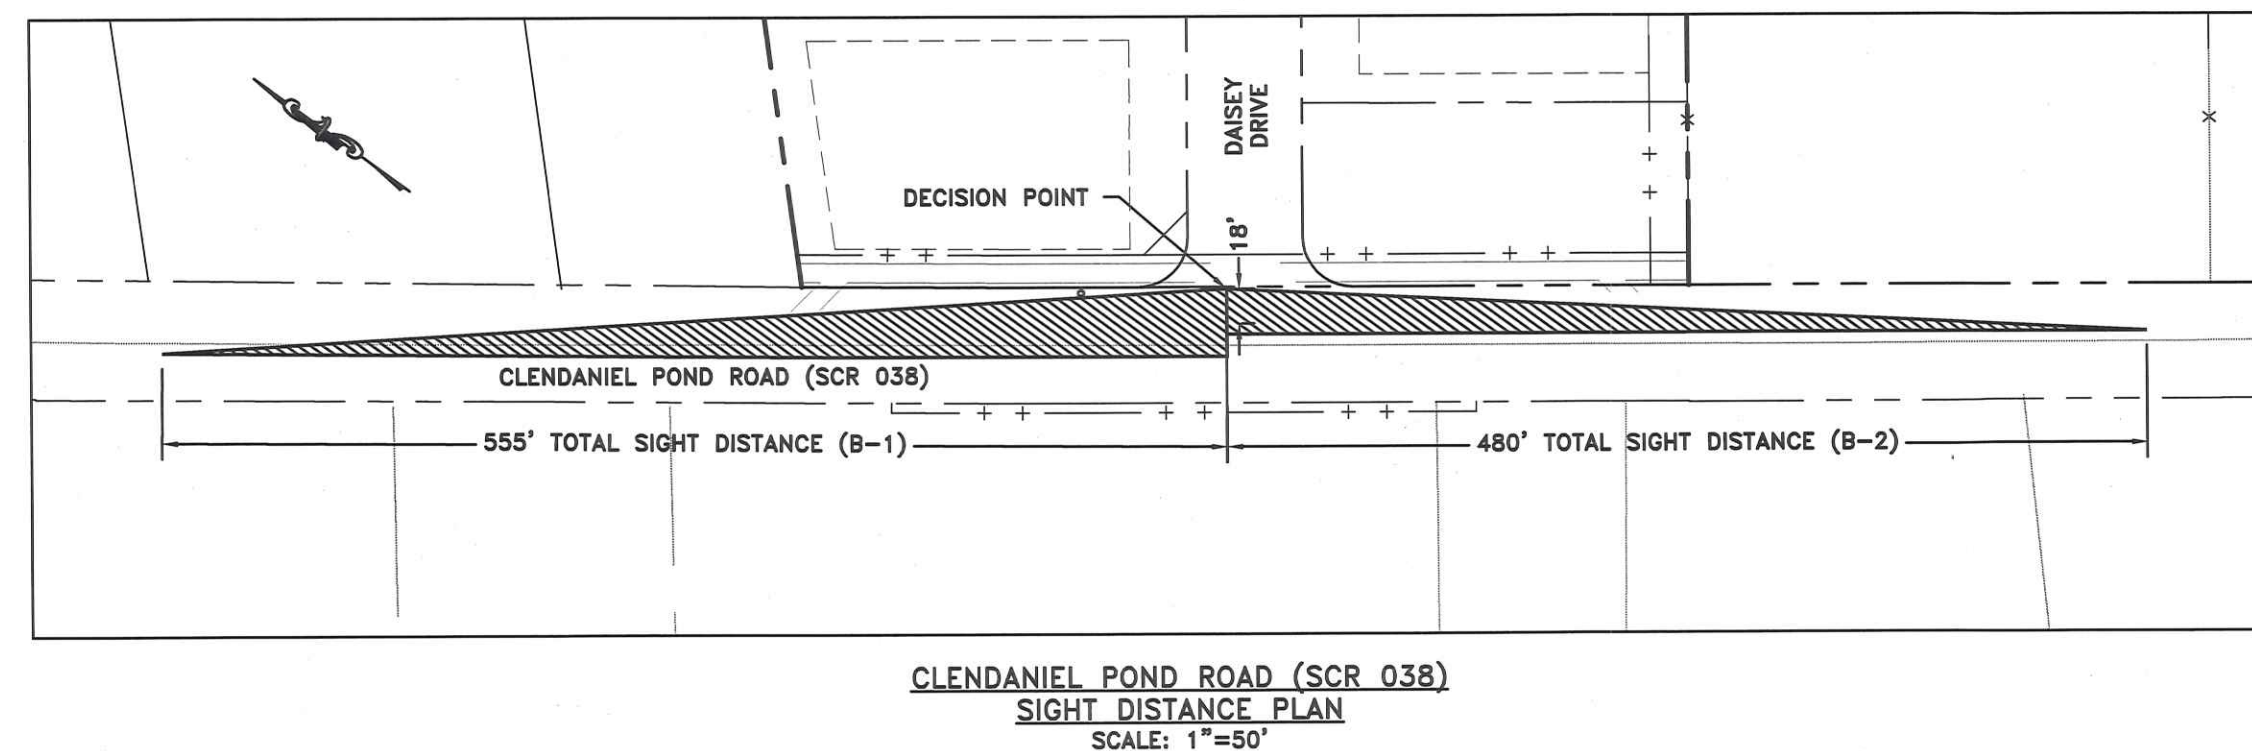 DAISEY
DRIVE
DECISION POINT
18'
CLENDANIEL POND ROAD (SCR 038)
555' TOTAL SIGHT DISTANCE (B-1)
480' TOTAL SIGHT DISTANCE (B-2)
CLENDANIEL POND ROAD (SCR 038)
SIGHT DISTANCE PLAN
SCALE: 1"=50'